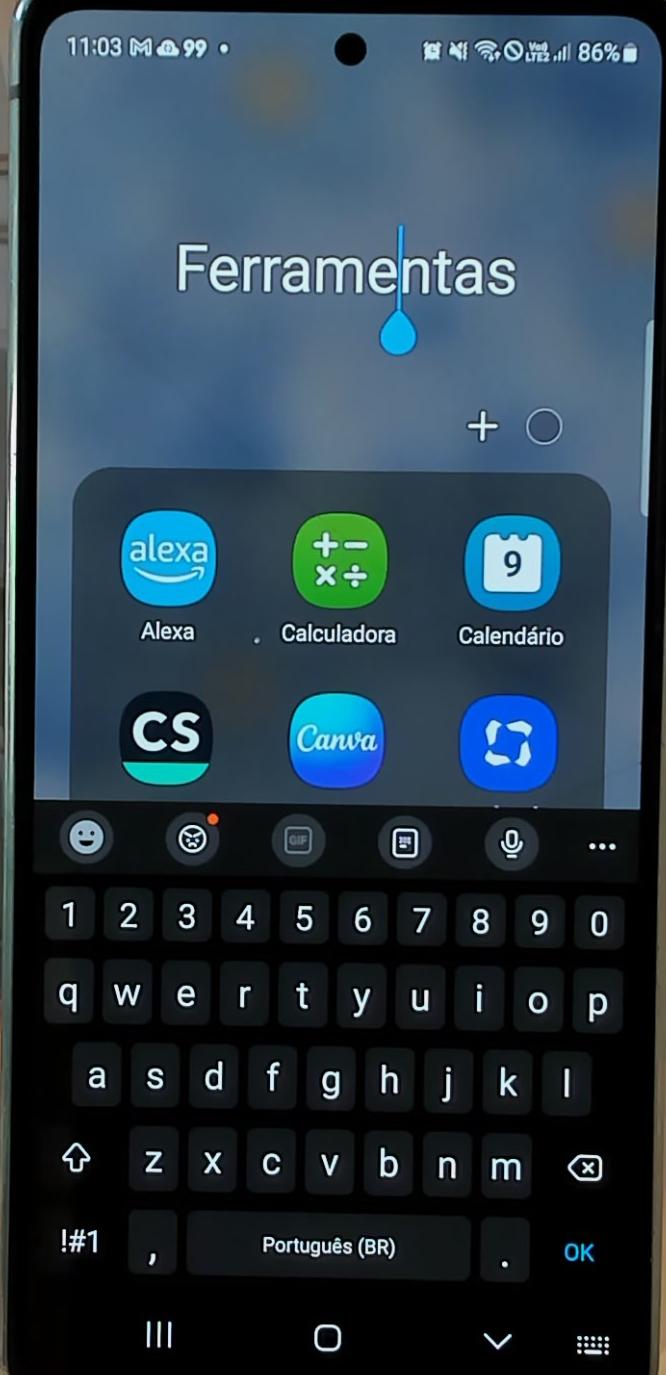 11:03 99 86%
Ferramentas
alexa 9
Alexa Calculadora Calendário
CS Canva
GIF
1 2 3 4 5 6 7 8 9 0
q w e r t y u i o p
a s d f g h j k l
z x c v b n m
!#1 , Português (BR) . OK